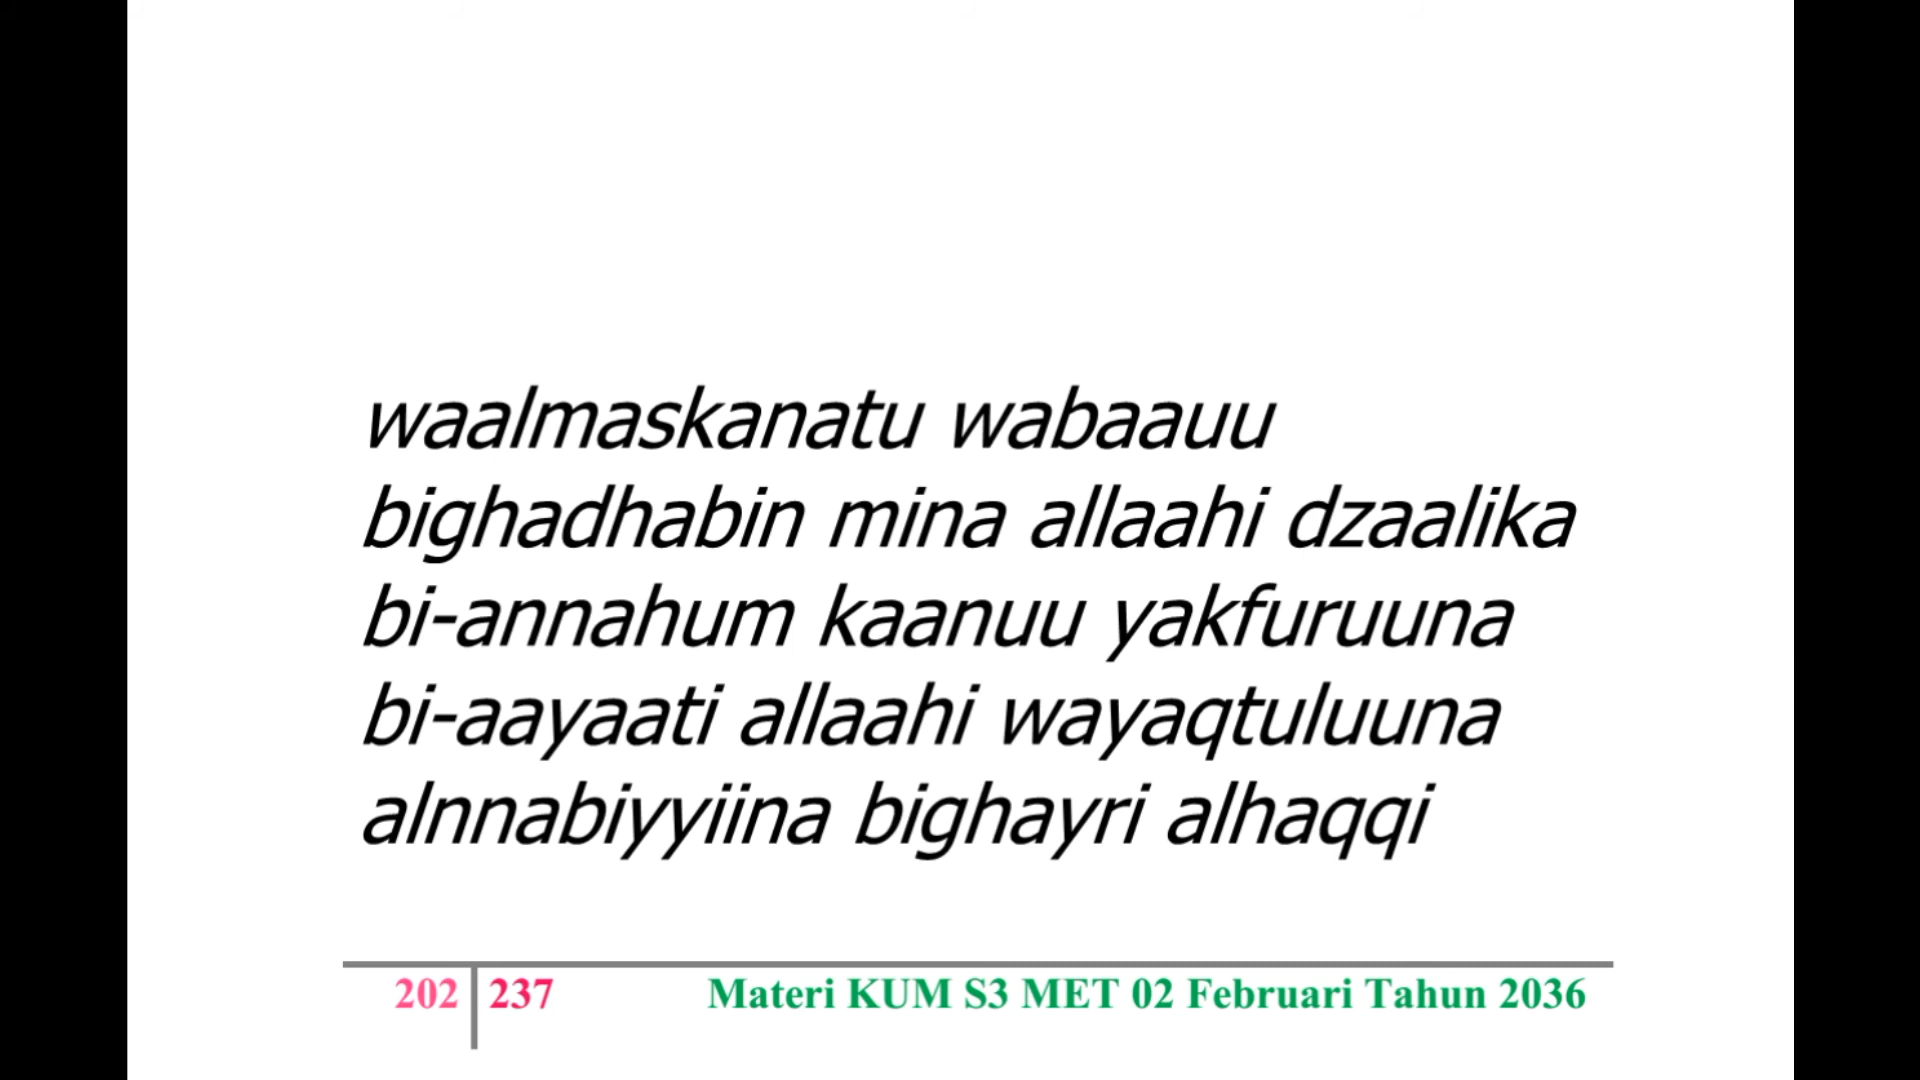 waalmaskanatu wabaauu
bighadhabin mina allaahi dzaalika
bi-annahum kaanuu yakfuruuna
bi-aayaati allaahi wayaqtuluuna
alnnabiyyiina bighayri alhaqqi
202 237 Materi KUM S3 MET 02 Februari Tahun 2036